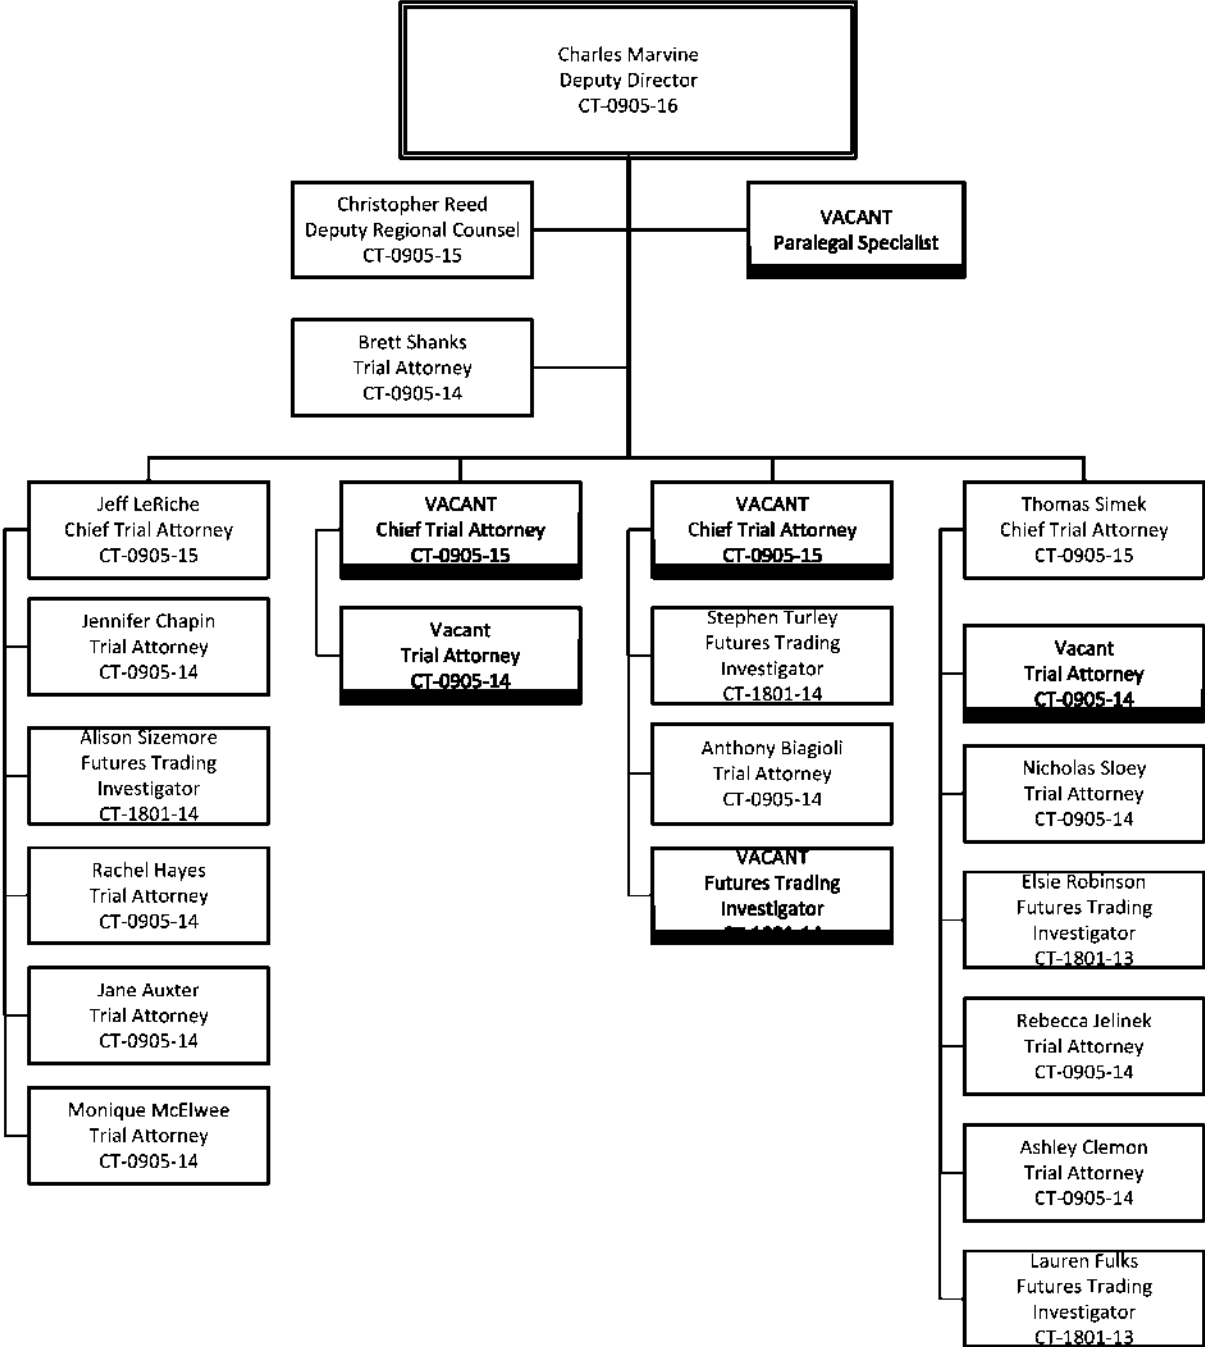 Charles Marvine
Deputy Director
CT-0905-16
Christopher Reed
Deputy Regional Counsel
CT-0905-15
VACANT
Paralegal Specialist
Brett Shanks
Trial Attorney
CT-0905-14
Jeff LeRiche
Chief Trial Attorney
CT-0905-15
Jennifer Chapin
Trial Attorney
CT-0905-14
Alison Sizemore
Futures Trading
Investigator
CT-1801-14
Rachel Hayes
Trial Attorney
CT-0905-14
Jane Auxter
Trial Attorney
CT-0905-14
Monique McElwee
Trial Attorney
CT-0905-14
VACANT
Chief Trial Attorney
CT-0905-15
Vacant
Trial Attorney
CT-0905-14
VACANT
Chief Trial Attorney
CT-0905-15
Stephen Turley
Futures Trading
Investigator
CT-1801-14
Anthony Biagioli
Trial Attorney
CT-0905-14
VACANT
Futures Trading
Investigator
Thomas Simek
Chief Trial Attorney
CT-0905-15
Vacant
Trial Attorney
CT-0905-14
Nicholas Sloey
Trial Attorney
CT-0905-14
Elsie Robinson
Futures Trading
Investigator
CT-1801-13
Rebecca Jelinek
Trial Attorney
CT-0905-14
Ashley Clemon
Trial Attorney
CT-0905-14
Lauren Fulks
Futures Trading
Investigator
CT-1801-13